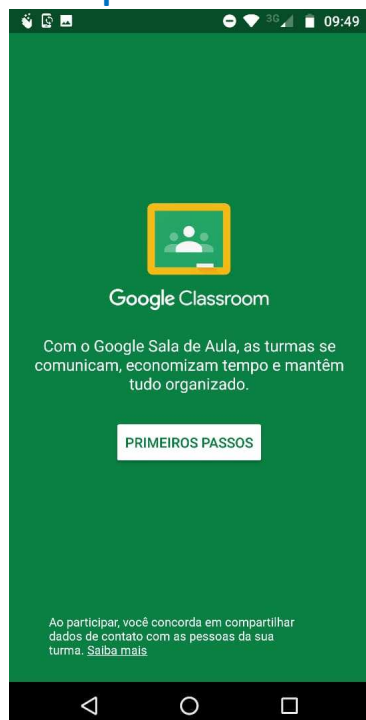 3G 09:49
Google Classroom
Com o Google Sala de Aula, as turmas se
comunicam, economizam tempo e mantêm
tudo organizado.
PRIMEIROS PASSOS
Ao participar, você concorda em compartilhar
dados de contato com as pessoas da sua
turma. Saiba mais